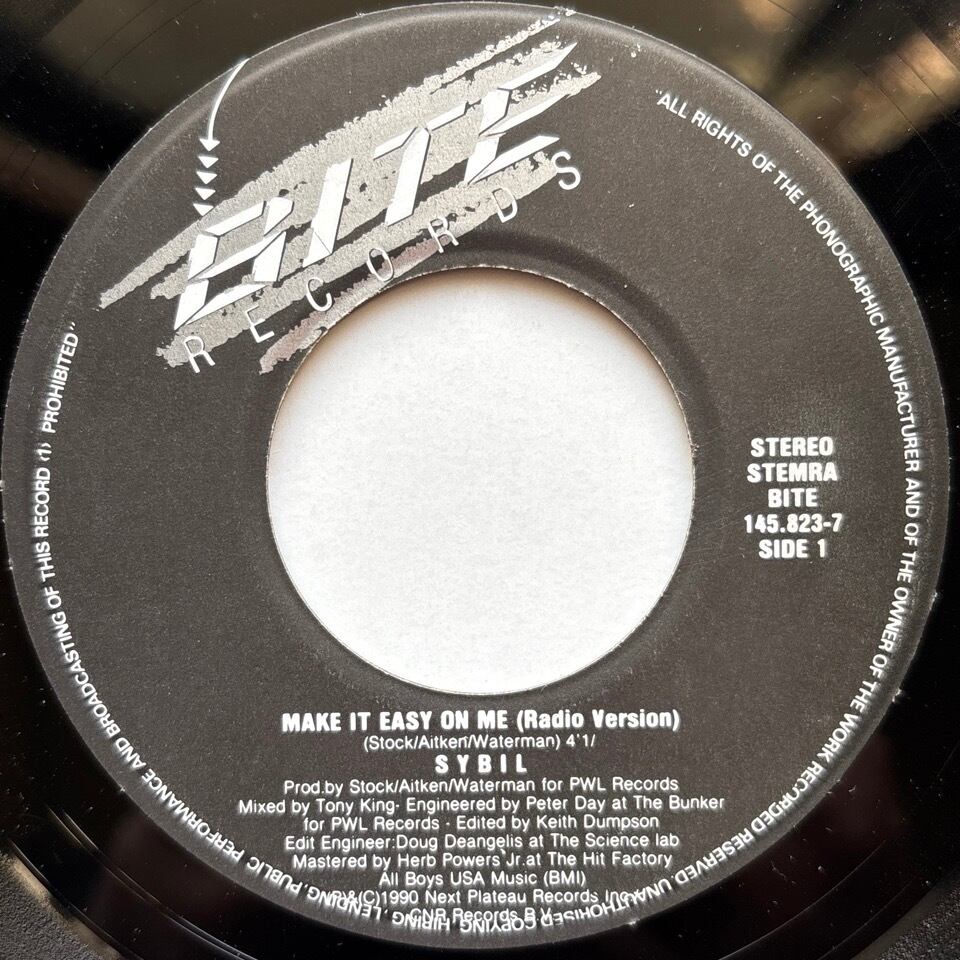 BITE
RECORDS
"ALL RIGHTS OF THE PHONOGRAPHIC MANUFACTURER AND OF THE OWNER OF THE WORK RECORDED RESERVED. UNAUTHORISED COPYING, HIRING, LENDING, PUBLIC PERFORMANCE AND BROADCASTING OF THIS RECORD (1) PROHIBITED"
STEREO
STEMRA
BITE
145.823-7
SIDE 1
MAKE IT EASY ON ME (Radio Version)
(Stock/Aitken/Waterman) 4'1/
SYBIL
Prod.by Stock/Aitken/Waterman for PWL Records
Mixed by Tony King- Engineered by Peter Day at The Bunker
for PWL Records - Edited by Keith Dumpson
Edit Engineer:Doug Deangelis at The Science lab
Mastered by Herb Powers Jr.at The Hit Factory
All Boys USA Music (BMI)
(P)&(C)1990 Next Plateau Records Inc.
CNR Records B.V.